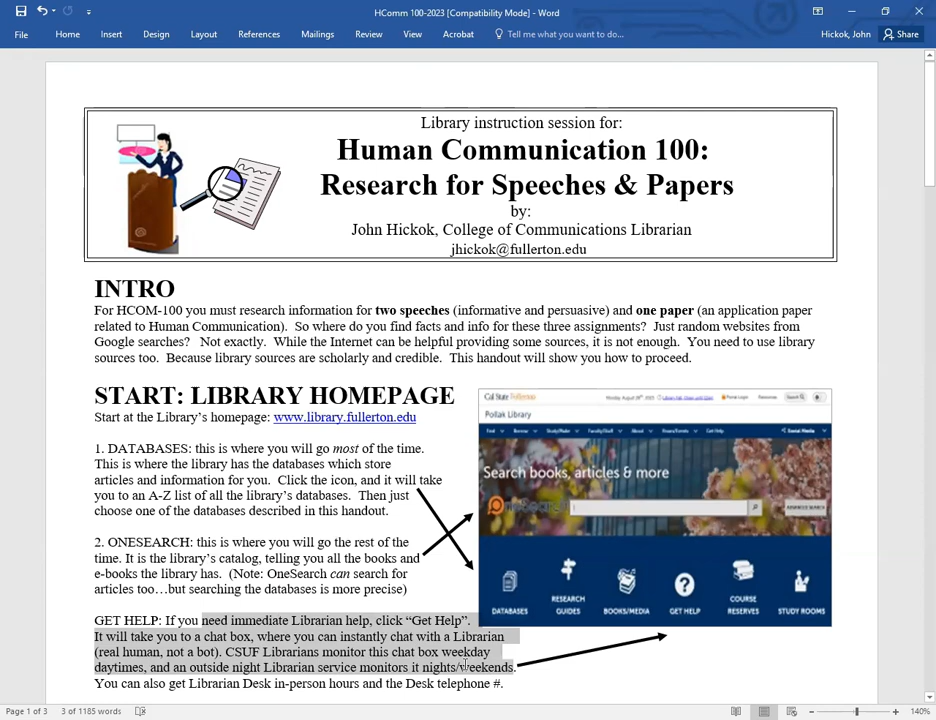 HComm 100-2023 [Compatibility Mode] - Word
File Home Insert Design Layout References Mailings Review View Acrobat Tell me what you want to do... Hickok, John Share
Library instruction session for:
Human Communication 100:
Research for Speeches & Papers
by:
John Hickok, College of Communications Librarian
jhickok@fullerton.edu
INTRO
For HCOM-100 you must research information for two speeches (informative and persuasive) and one paper (an application
paper related to Human Communication). So where do you find facts and info for these three assignments? Just random websites from
Google searches? Not exactly. While the Internet can be helpful providing some sources, it is not enough. You need to use library
sources too. Because library sources are scholarly and credible. This handout will show you how to proceed.
START: LIBRARY HOMEPAGE
Start at the Library's homepage: www.library.fullerton.edu
1. DATABASES: this is where you will go most of the time.
This is where the library has the databases which store
articles and information for you. Click the icon, and it will take
you to an A-Z list of all the library's databases. Then just
choose one of the databases described in this handout.
2. ONESEARCH: this is where you will go the rest of the
time. It is the library's catalog, telling you all the books and
e-books the library has. (Note: OneSearch can search for
articles too…but searching the databases is more precise)
GET HELP: If you need immediate Librarian help, click "Get Help".
It will take you to a chat box, where you can instantly chat with a Librarian
(real human, not a bot). CSUF Librarians monitor this chat box weekday
daytimes, and an outside night Librarian service monitors it nights/weekends.
You can also get Librarian Desk in-person hours and the Desk telephone #.
Cal State Fullerton
Pollak Library
Search books, articles & more
OneSearch
DATABASES
RESEARCH GUIDES
BOOKS/MEDIA
GET HELP
COURSE RESERVES
STUDY ROOMS
Page 1 of 3 3 of 1185 words 140%